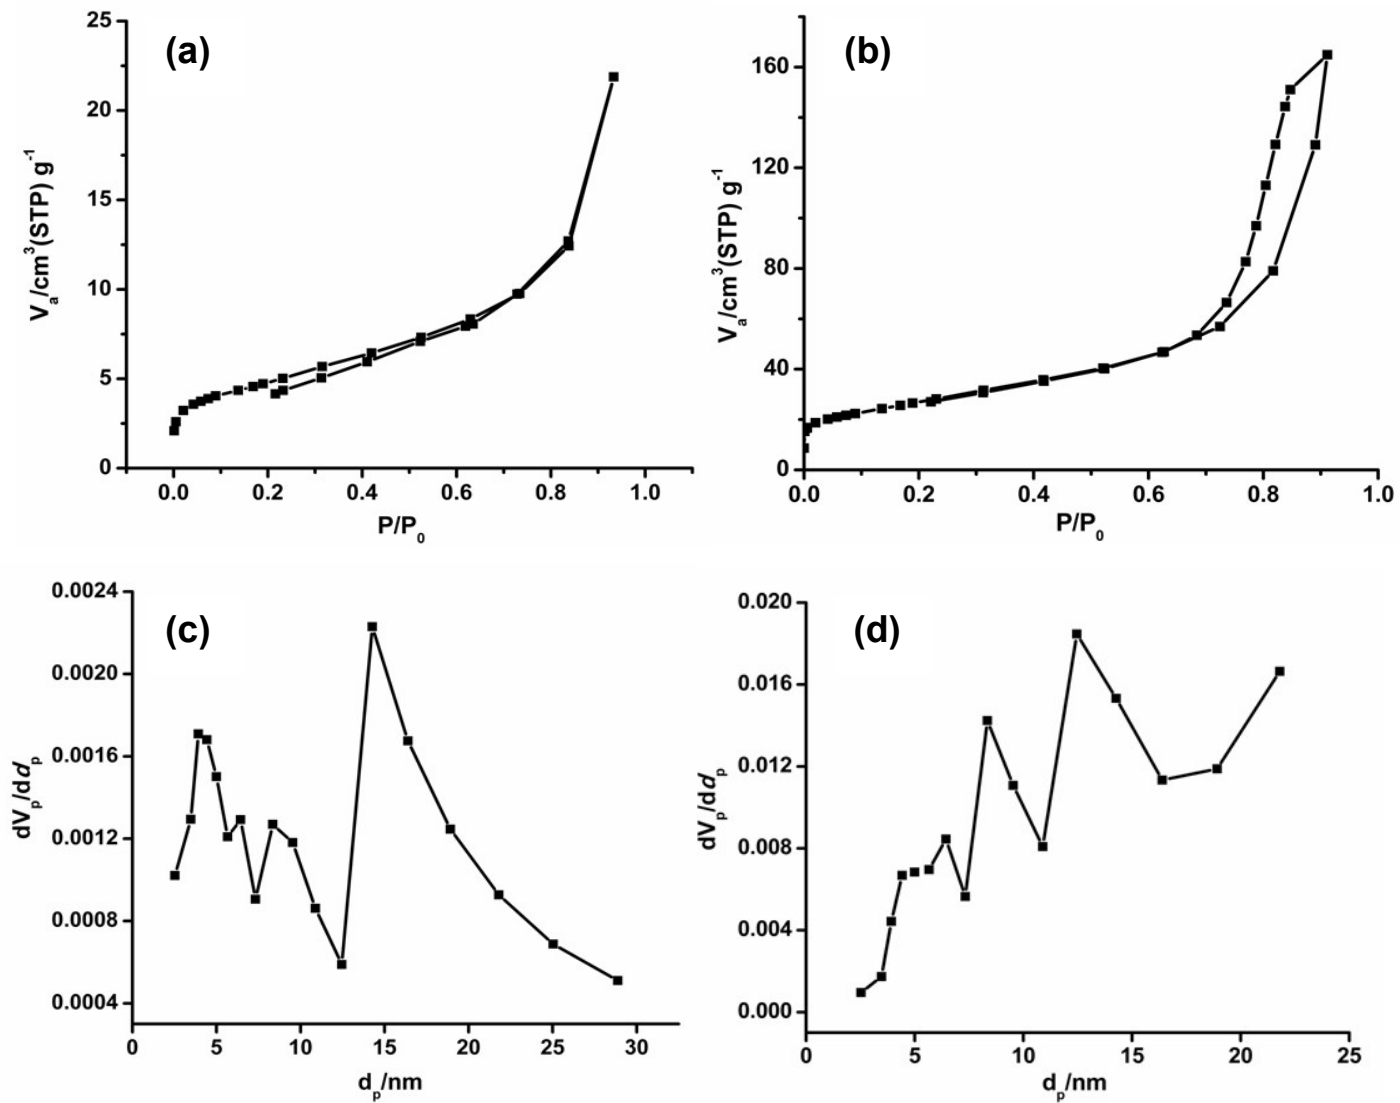 (a)
25
20
15
10
5
0
V_a/cm^3(STP) g^-1
0.0 0.2 0.4 0.6 0.8 1.0
P/P_0
(b)
160
120
80
40
0
V_a/cm^3(STP) g^-1
0.0 0.2 0.4 0.6 0.8 1.0
P/P_0
(c)
0.0024
0.0020
0.0016
0.0012
0.0008
0.0004
dV_p/dd_p
0 5 10 15 20 25 30
d_p/nm
(d)
0.020
0.016
0.012
0.008
0.004
0.000
dV_p/dd_p
0 5 10 15 20 25
d_p/nm